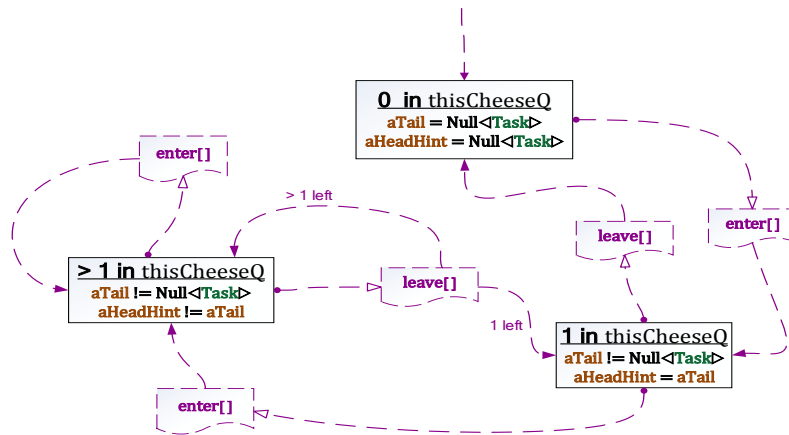 0 in thisCheeseQ
aTail = Null◁Task▷
aHeadHint = Null◁Task▷
enter[]
> 1 left
enter[]
leave[]
> 1 in thisCheeseQ
aTail != Null◁Task▷
aHeadHint != aTail
leave[]
1 left
1 in thisCheeseQ
aTail != Null◁Task▷
aHeadHint = aTail
enter[]